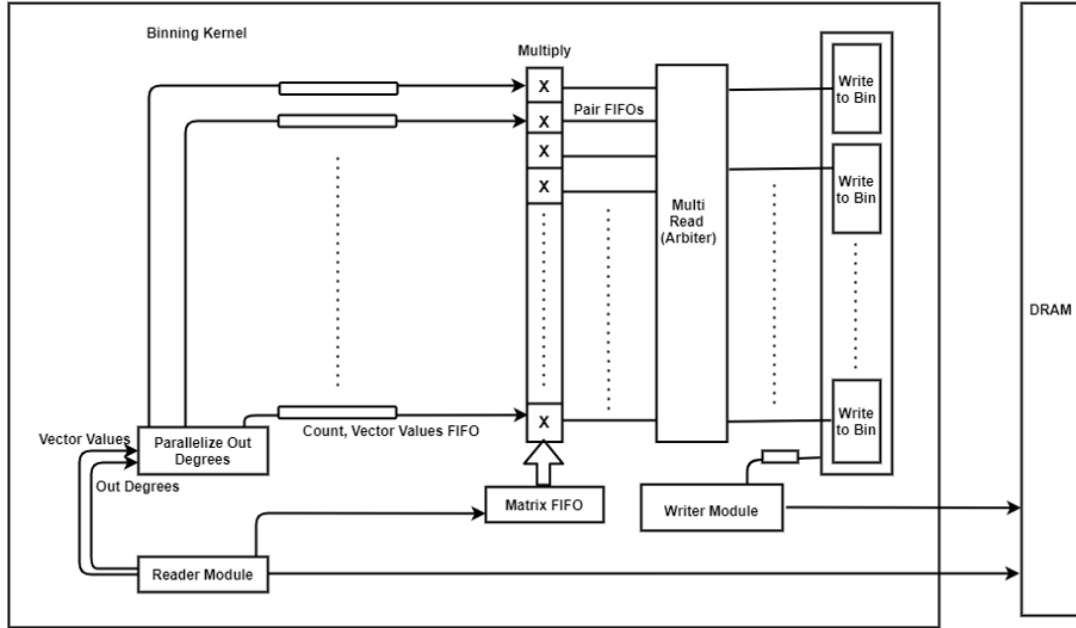 Binning Kernel
Multiply
X
X
X
X
X
Pair FIFOs
Multi
Read
(Arbiter)
Write
to Bin
Write
to Bin
Write
to Bin
DRAM
Vector Values
Parallelize Out
Degrees
Out Degrees
Count, Vector Values FIFO
Matrix FIFO
Writer Module
Reader Module